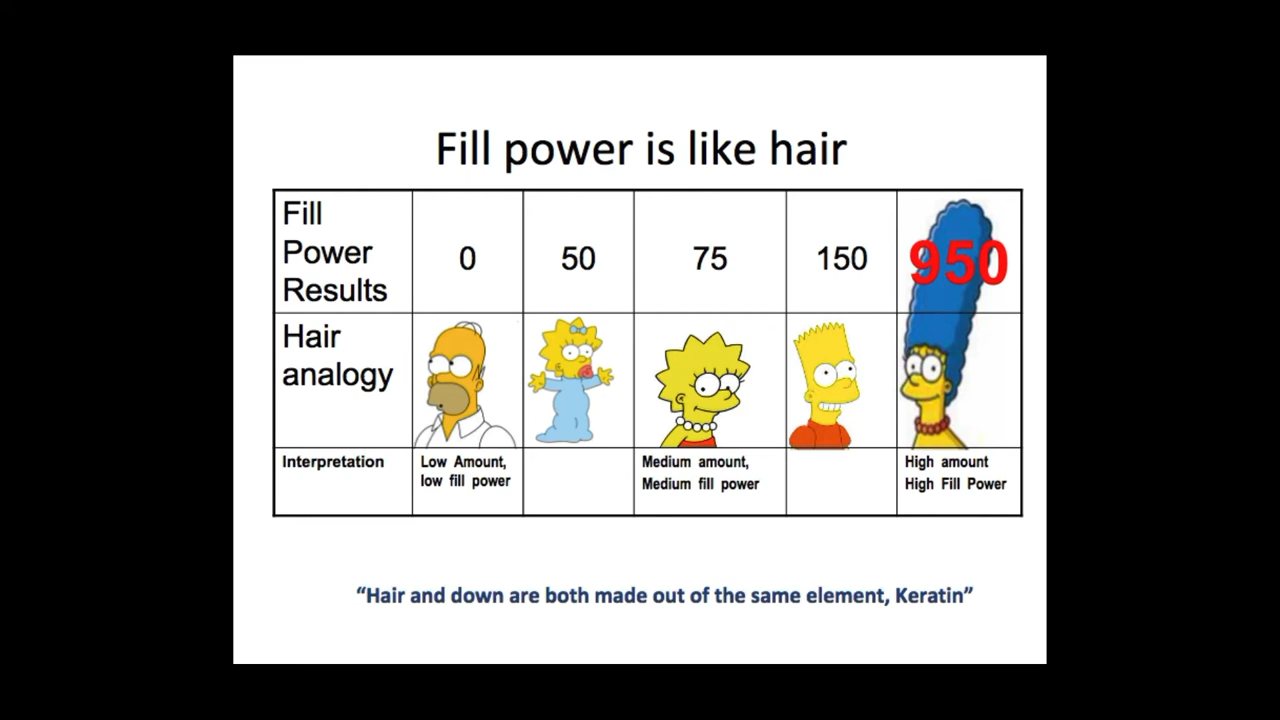 Fill power is like hair
Fill
Power
Results
0
50
75
150
950
Hair
analogy
Interpretation
Low Amount,
low fill power
Medium amount,
Medium fill power
High amount
High Fill Power
“Hair and down are both made out of the same element, Keratin”